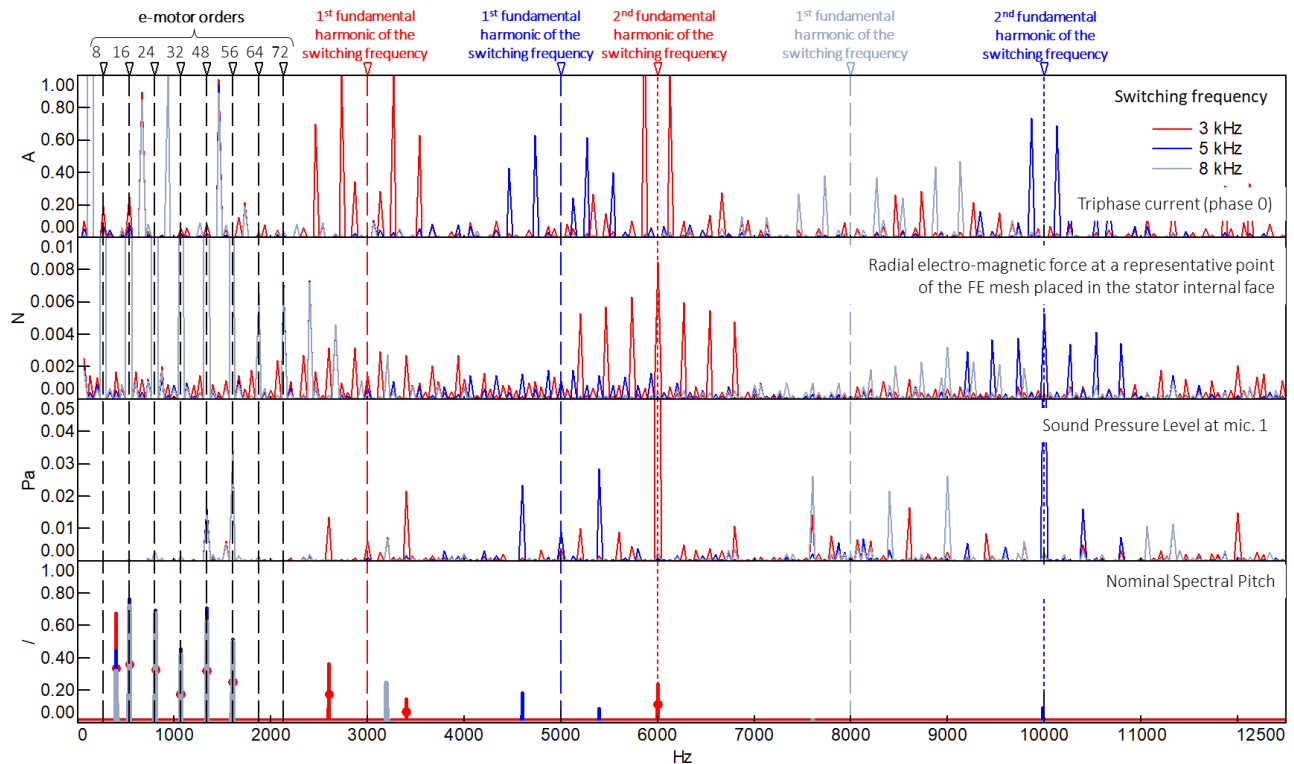 e-motor orders
8 16 24 32 48 56 64 72
1st fundamental
harmonic of the
switching frequency
1st fundamental
harmonic of the
switching frequency
2nd fundamental
harmonic of the
switching frequency
1st fundamental
harmonic of the
switching frequency
2nd fundamental
harmonic of the
switching frequency
1.00
0.80
0.60
0.40
0.20
0.00
A
Switching frequency
3 kHz
5 kHz
8 kHz
Triphase current (phase 0)
0.01
0.008
0.006
0.004
0.002
0.00
N
Radial electro-magnetic force at a representative point
of the FE mesh placed in the stator internal face
0.05
0.04
0.03
0.02
0.01
0.00
Pa
Sound Pressure Level at mic. 1
1.00
0.80
0.60
0.40
0.20
0.00
/
Nominal Spectral Pitch
0 1000 2000 3000 4000 5000 6000 7000 8000 9000 10000 11000 12500
Hz